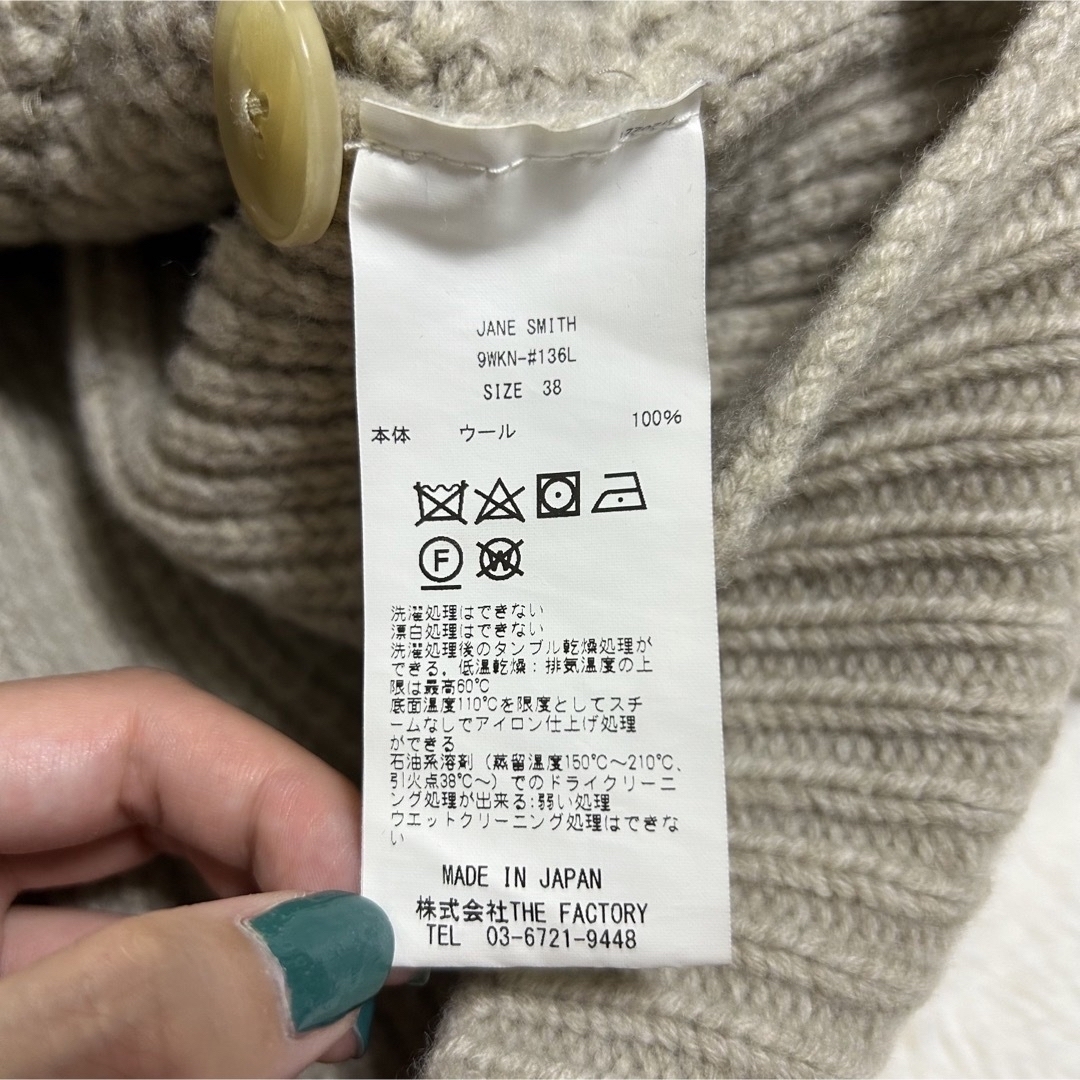 JANE SMITH
9WKN-#136L
SIZE 38
本体 ウール 100%
F
W
洗濯処理はできない
漂白処理はできない
洗濯処理後のタンブル乾燥処理が
できる。低温乾燥:排気温度の上
限は最高60℃
底面温度110℃を限度としてスチ
ームなしでアイロン仕上げ処理
ができる
石油系溶剤(蒸留温度150℃~210℃、
引火点38℃~)でのドライクリーニ
ング処理が出来る:弱い処理
ウエットクリーニング処理はできな
い
MADE IN JAPAN
株式会社THE FACTORY
TEL 03-6721-9448